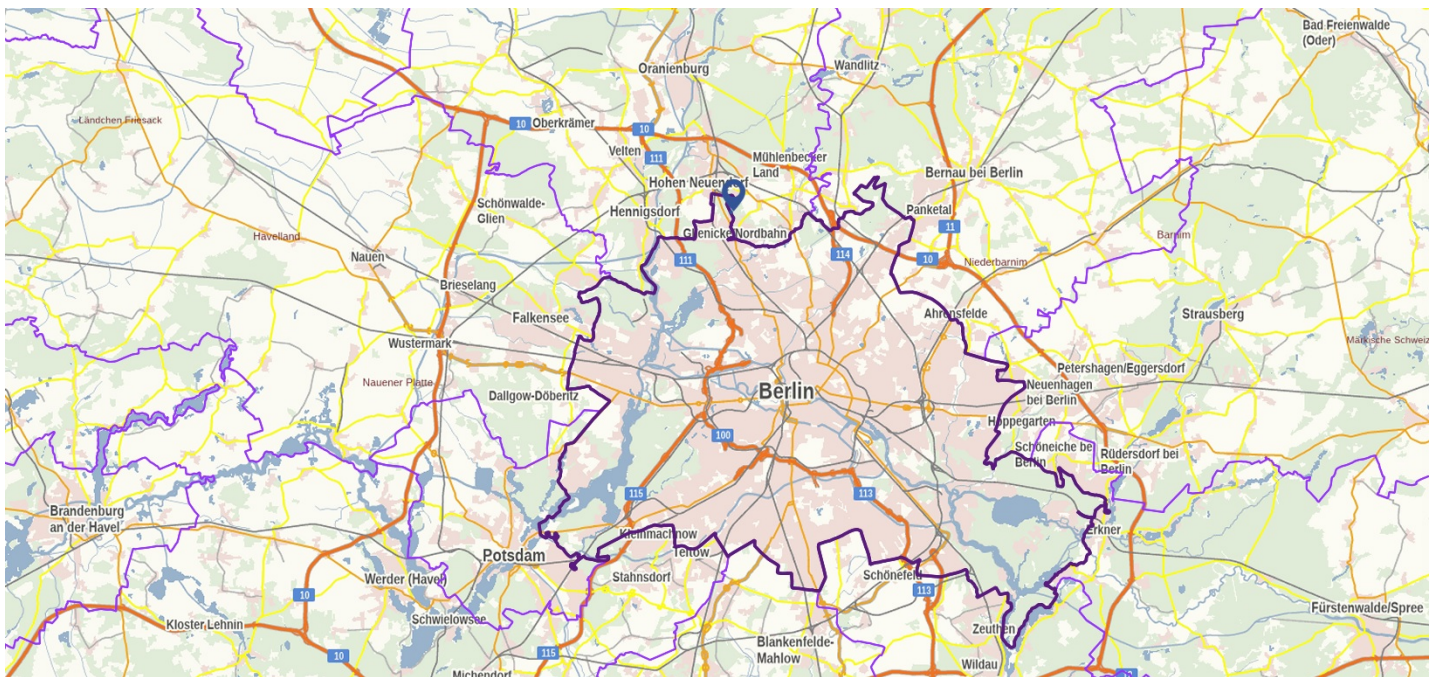 Bad Freienwalde
(Oder)
Oranienburg
Wandlitz
Ländchen Friesack
10
Oberkrämer
10
Velten
111
Mühlenbecker
Land
Bernau bei Berlin
Hohen Neuendorf
Schönwalde-
Glien
Hennigsdorf
Panketal
11
Glienicke/Nordbahn
Havelland
Barnim
Nauen
111
114
10
Niederbarnim
Brieselang
Falkensee
Ahrensfelde
Strausberg
Wustermark
Märkische Schweiz
Petershagen/Eggersdorf
Nauener Platte
Neuenhagen
bei Berlin
Dallgow-Döberitz
Berlin
Hoppegarten
100
Schöneiche bei
Berlin
Rüdersdorf bei
Berlin
115
113
Brandenburg
an der Havel
Erkner
Kleinmachnow
Potsdam
Teltow
Werder (Havel)
Stahnsdorf
Schönefeld
113
10
Schwielowsee
Kloster Lehnin
Fürstenwalde/Spree
Zeuthen
Blankenfelde-
Mahlow
115
10
Wildau
Michendorf
10